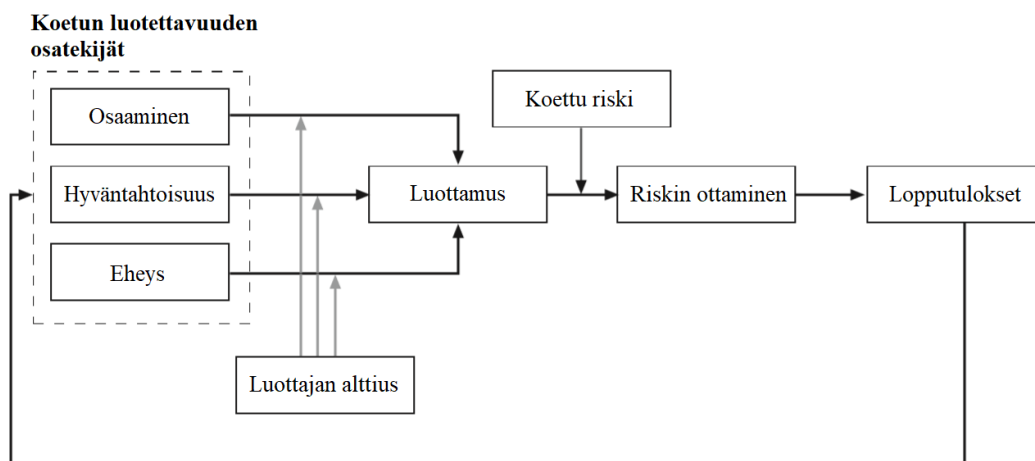 Koetun luotettavuuden
osatekijät
Osaaminen
Koettu riski
Hyväntahtoisuus
Luottamus
Riskin ottaminen
Lopputulokset
Eheys
Luottajan alttius